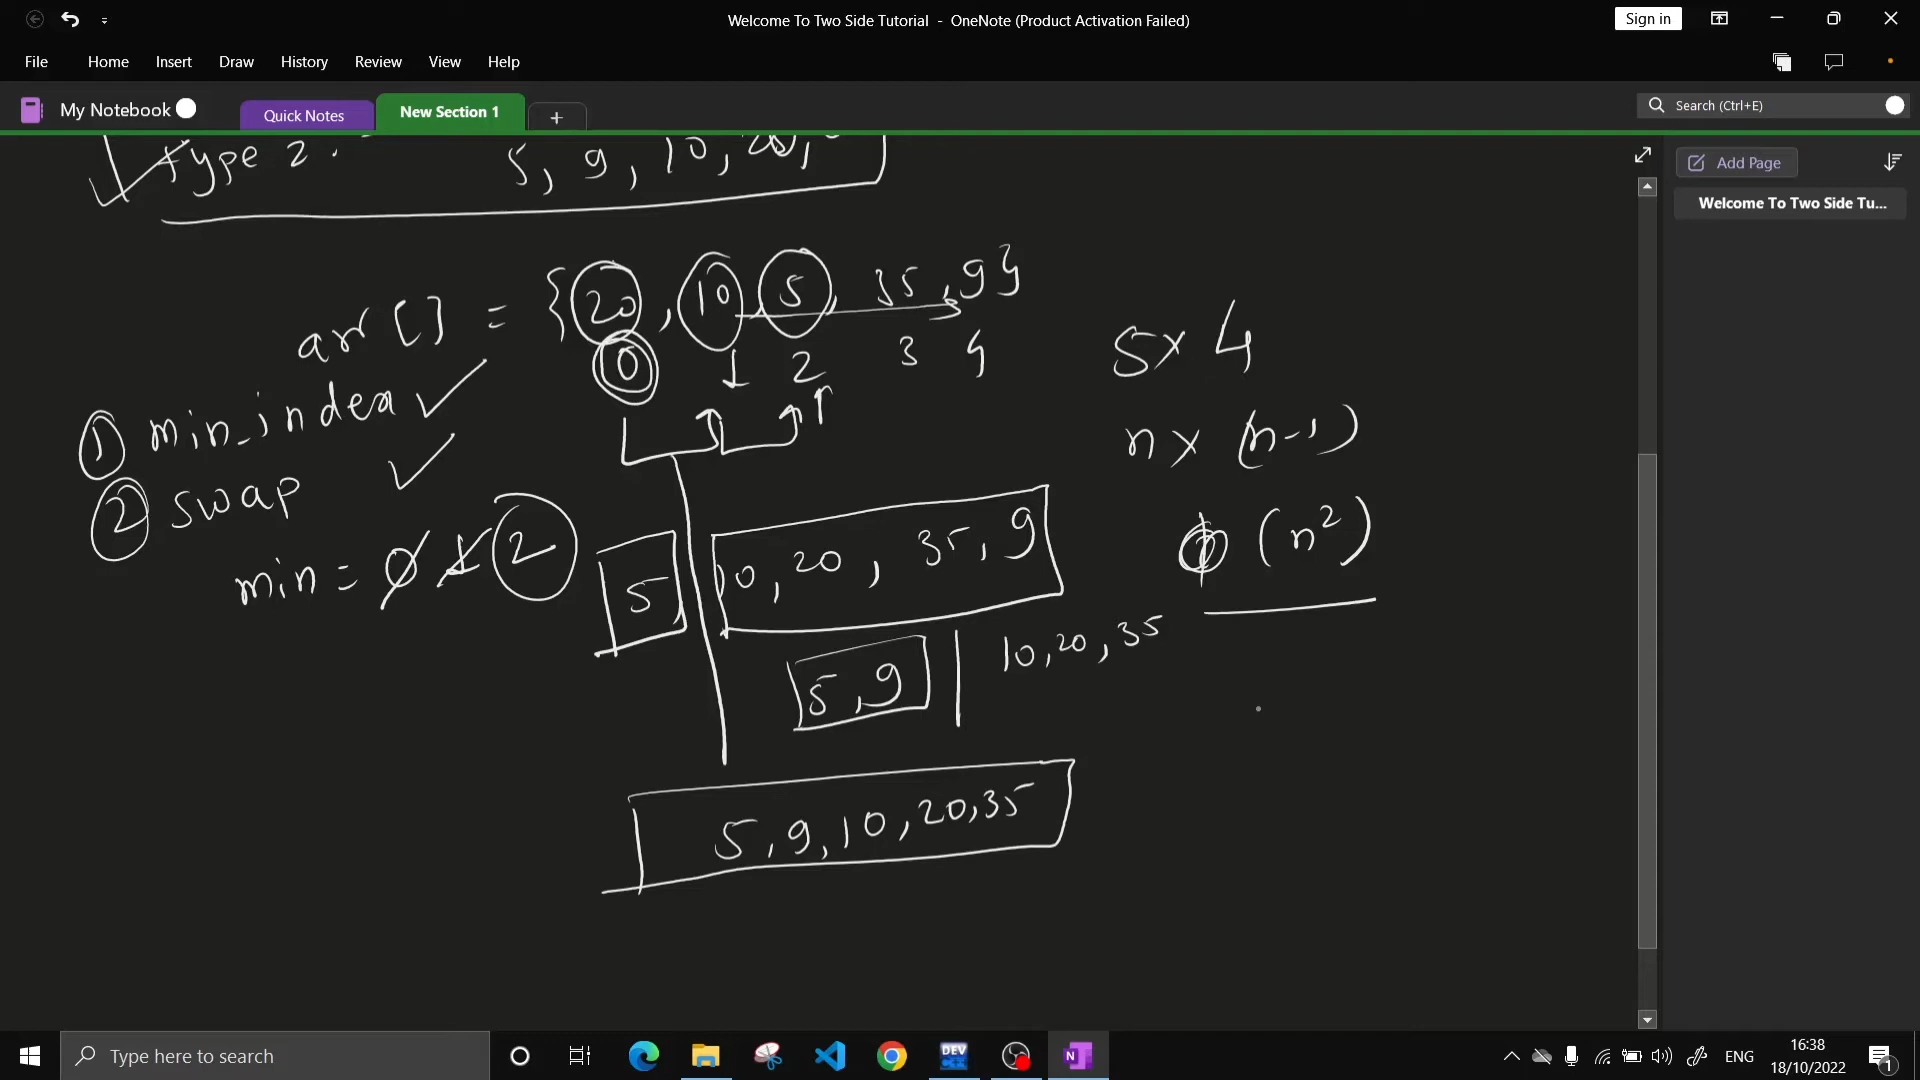 Welcome To Two Side Tutorial - OneNote (Product Activation Failed)
Sign in
File Home Insert Draw History Review View Help
My Notebook
Quick Notes
New Section 1
+
Search (Ctrl+E)
Add Page
Welcome To Two Side Tu...
type 2 :- 5, 9, 10, 20,
arr [] = {20, 10, 5, 35, 9}
0 1 2 3 4
① min_index
② swap
min = 0 1 2
5, 10, 20, 35, 9
5, 9 | 10, 20, 35
5, 9, 10, 20, 35
5 x 4
n x (n-1)
(n²)
Type here to search
DEV
N
ENG
16:38
18/10/2022
1